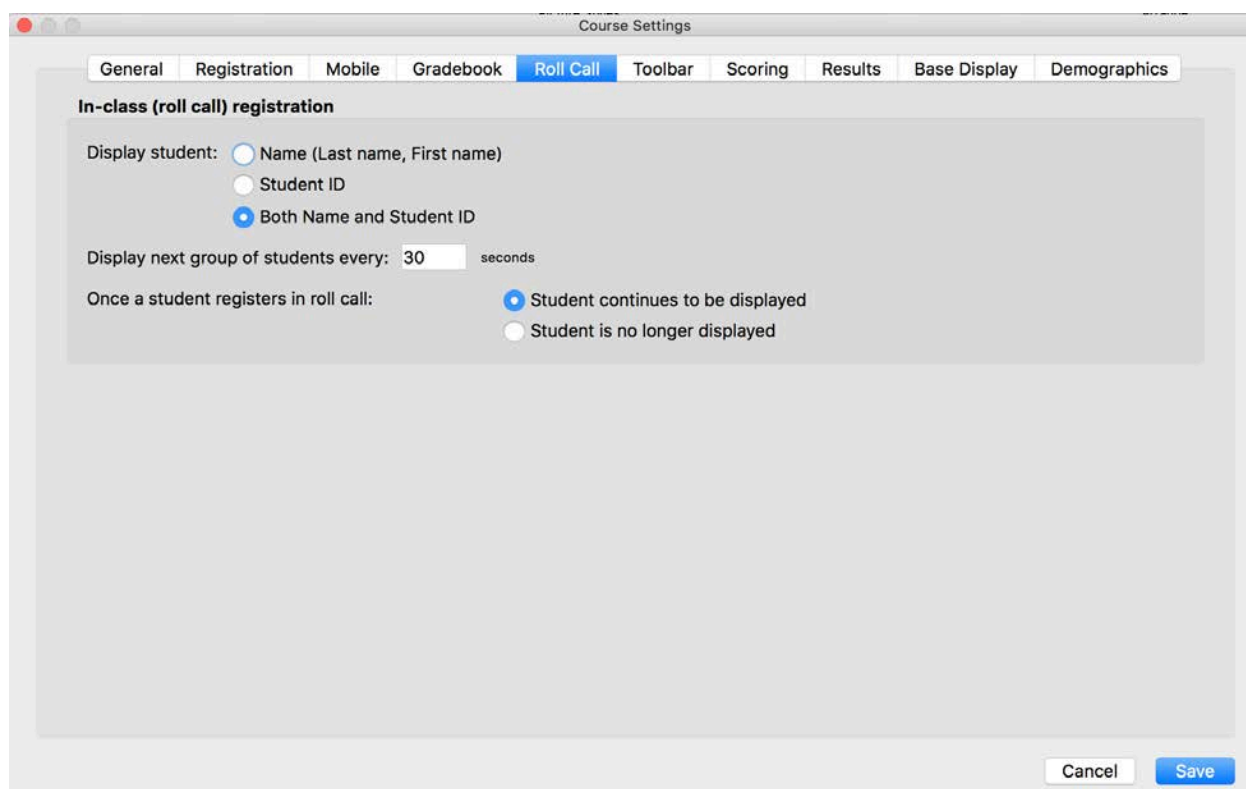 Course Settings
General Registration Mobile Gradebook Roll Call Toolbar Scoring Results Base Display Demographics
In-class (roll call) registration
Display student: Name (Last name, First name)
Student ID
Both Name and Student ID
Display next group of students every: 30 seconds
Once a student registers in roll call: Student continues to be displayed
Student is no longer displayed
Cancel Save